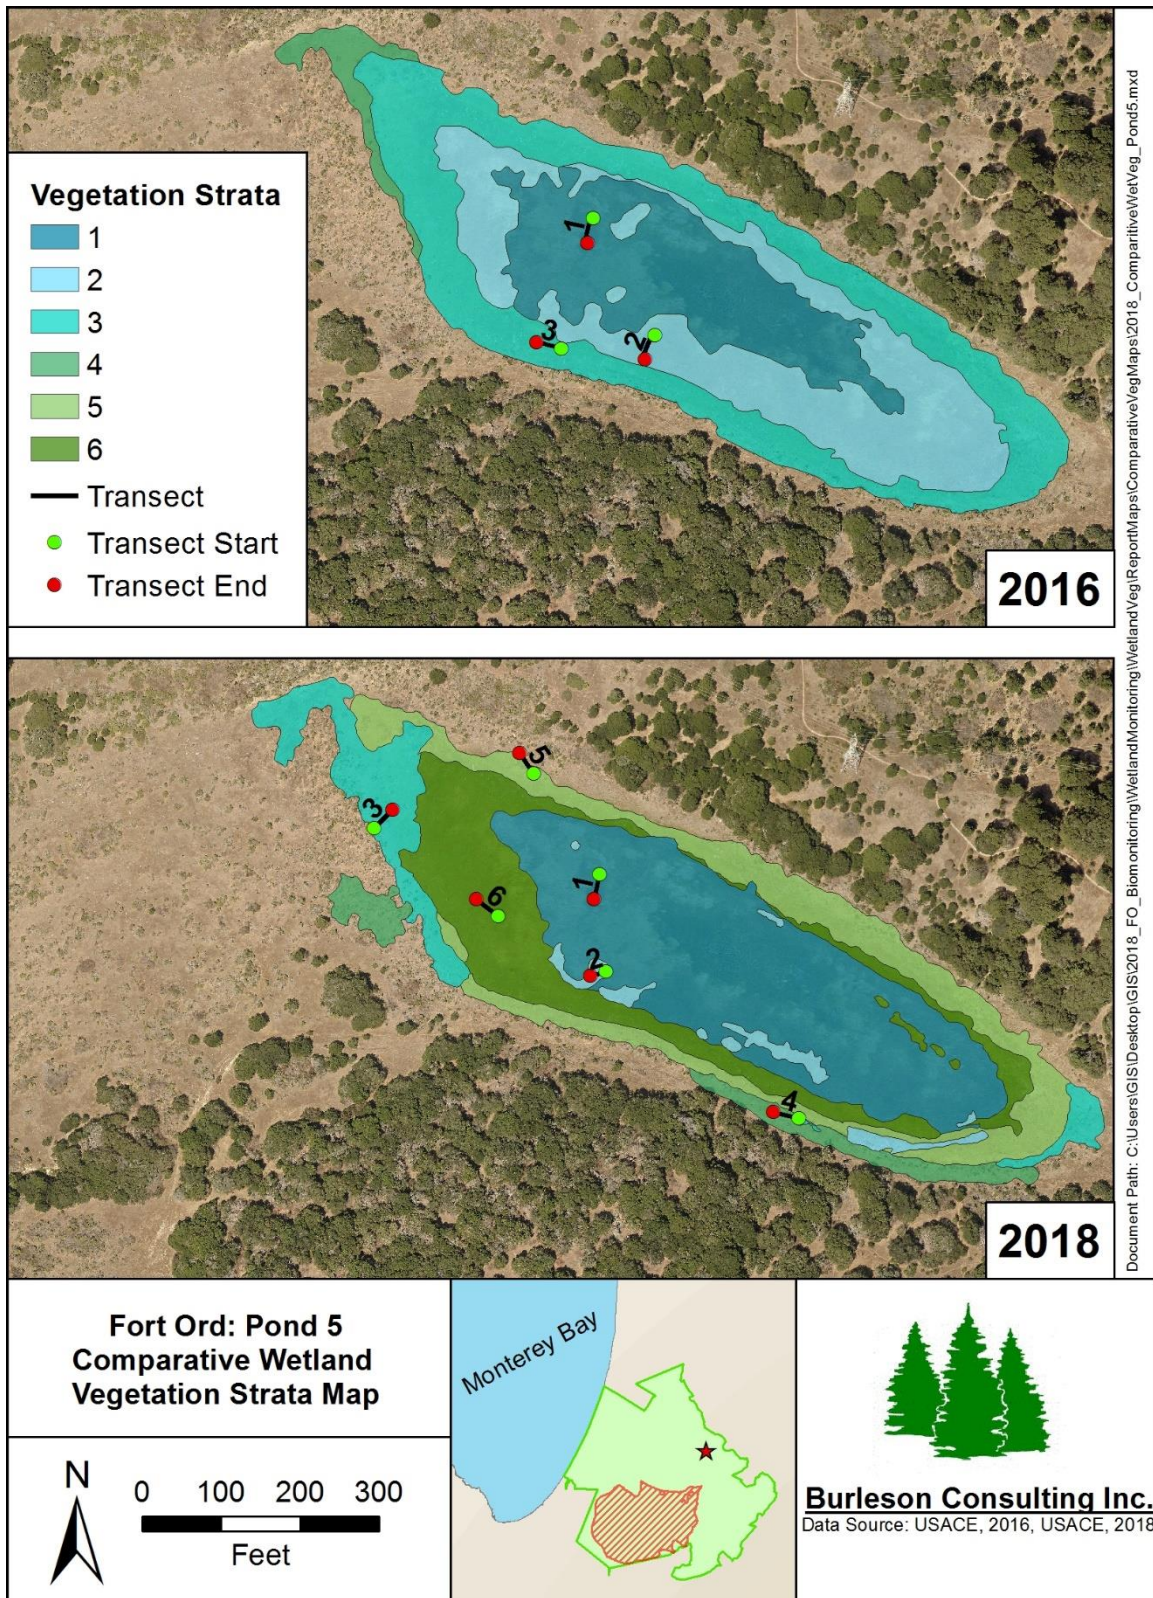 Vegetation Strata
1
2
3
4
5
6
Transect
Transect Start
Transect End
1
3
2
2016
5
3
1
6
2
4
2018
Document Path: C:\Users\GIS\Desktop\GIS\2018_FO_Biomonitoring\WetlandMonitoring\WetlandVeg\ReportMaps\ComparativeVegMaps\2018_ComparitiveWetVeg_Pond5.mxd
Fort Ord: Pond 5
Comparative Wetland
Vegetation Strata Map
N
0 100 200 300
Feet
Monterey Bay
Burleson Consulting Inc.
Data Source: USACE, 2016, USACE, 2018